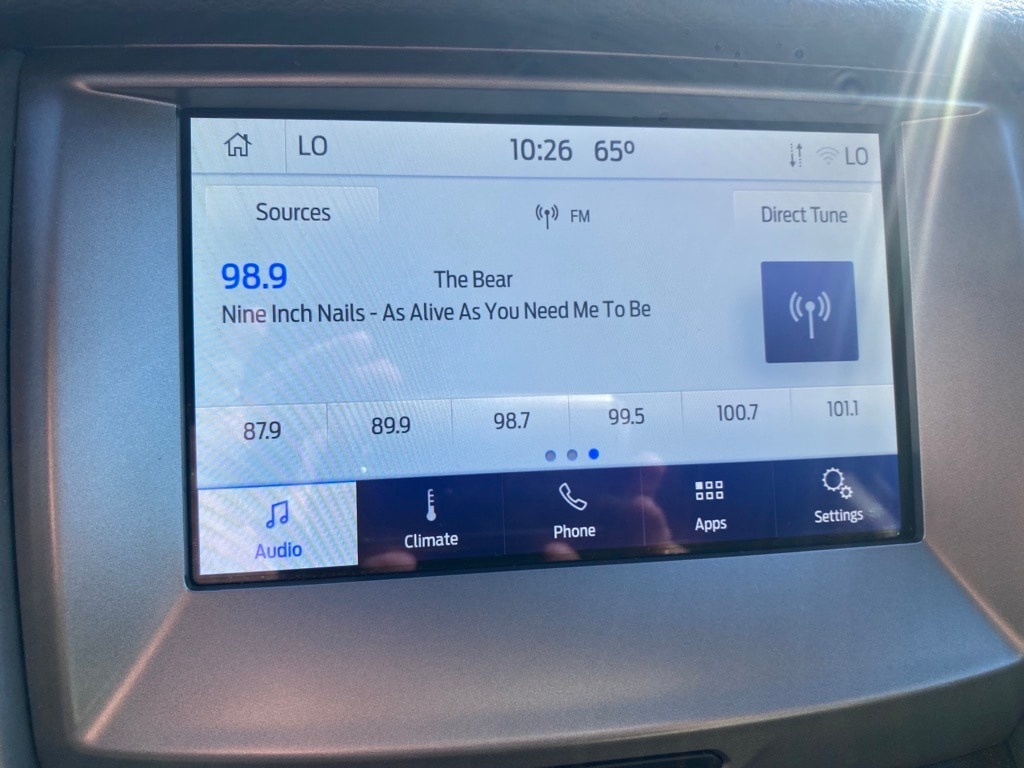 LO 10:26 65° LO
Sources FM Direct Tune
98.9 The Bear
Nine Inch Nails - As Alive As You Need Me To Be
87.9 89.9 98.7 99.5 100.7 101.1
Audio Climate Phone Apps Settings